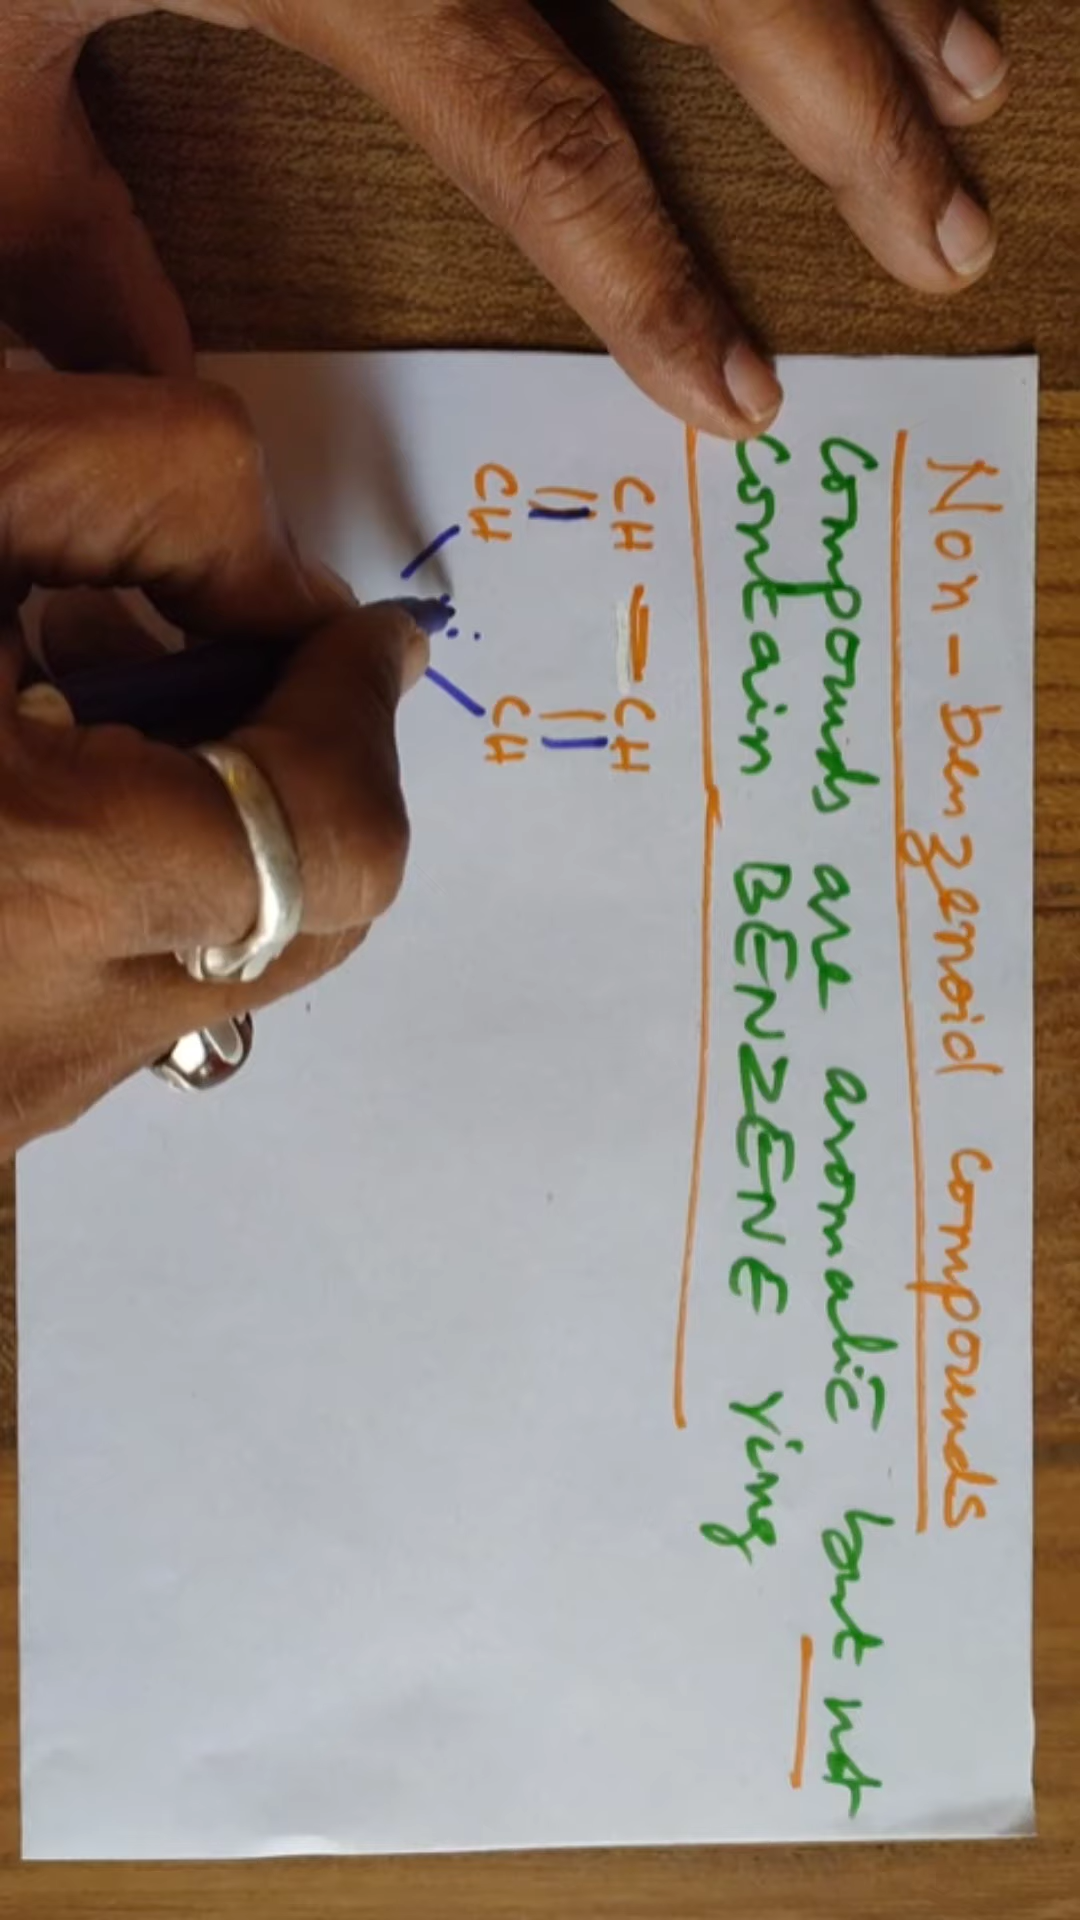 Non-benzenoid compounds
Compounds are aromatic but not
contain BENZENE ring
CH — CH
CH CH